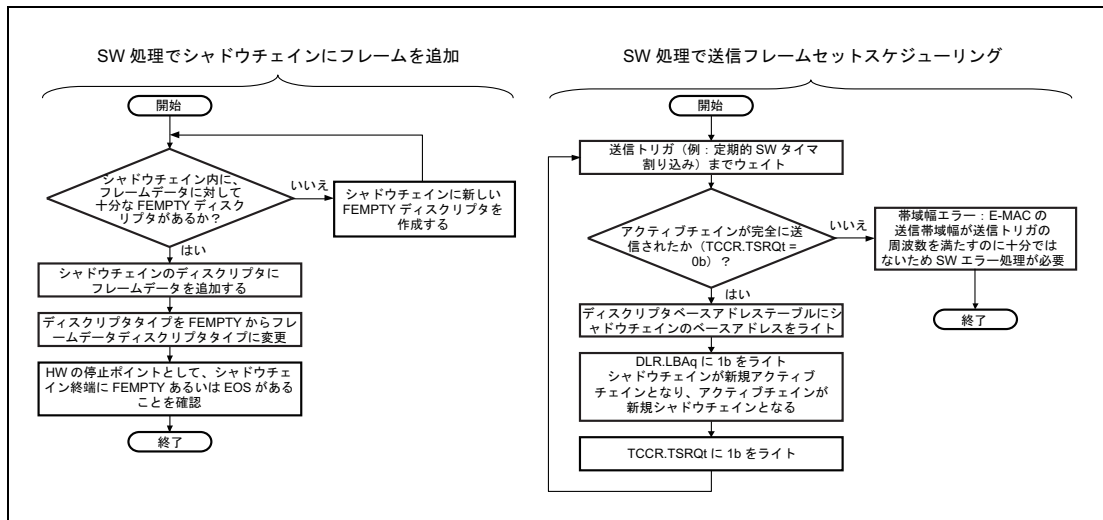 SW 処理でシャドウチェインにフレームを追加
開始
シャドウチェイン内に、
フレームデータに対して
十分な FEMPTY ディスク
リプタがあるか？
いいえ
シャドウチェインに新しい
FEMPTY ディスクリプタを
作成する
はい
シャドウチェインのディスクリプタに
フレームデータを追加する
ディスクリプタタイプを FEMPTY からフレ
ームデータディスクリプタタイプに変更
HW の停止ポイントとして、シャドウチェ
イン終端に FEMPTY あるいは EOS がある
ことを確認
終了
SW 処理で送信フレームセットスケジューリング
開始
送信トリガ（例：定期的 SW タイマ
割り込み）までウェイト
アクティブチェインが完全に送
信されたか（TCCR.TSRQt =
0b）？
いいえ
帯域幅エラー：E-MAC の
送信帯域幅が送信トリガの
周波数を満たすのに十分では
ないため SW エラー処理が必要
終了
はい
ディスクリプタベースアドレステーブルにシ
ャドウチェインのベースアドレスをライト
DLR.LBAq に 1b をライト
シャドウチェインが新規アクティブ
チェインとなり、アクティブチェインが
新規シャドウチェインとなる
TCCR.TSRQt に 1b をライト